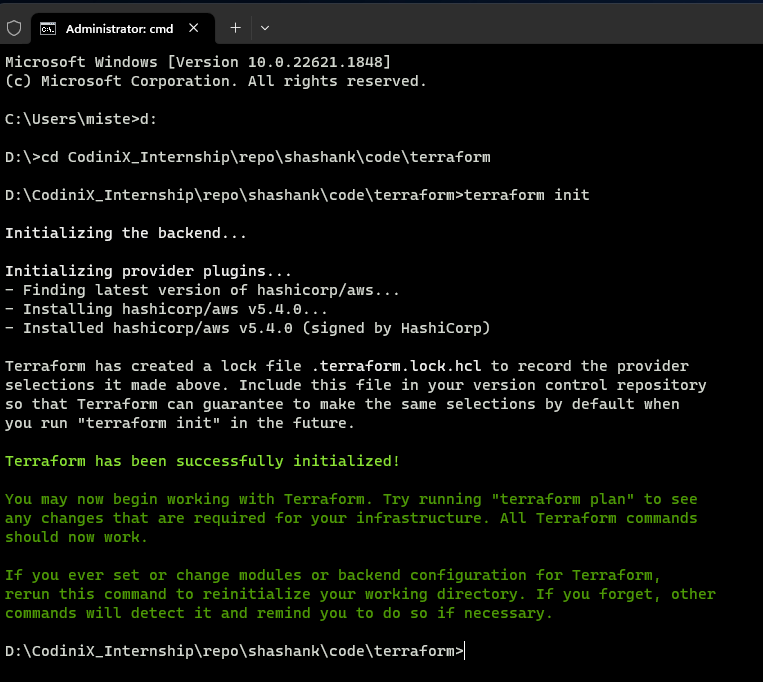 Administrator: cmd
Microsoft Windows [Version 10.0.22621.1848]
(c) Microsoft Corporation. All rights reserved.
C:\Users\miste>d:
D:\>cd CodiniX_Internship\repo\shashank\code\terraform
D:\CodiniX_Internship\repo\shashank\code\terraform>terraform init
Initializing the backend...
Initializing provider plugins...
- Finding latest version of hashicorp/aws...
- Installing hashicorp/aws v5.4.0...
- Installed hashicorp/aws v5.4.0 (signed by HashiCorp)
Terraform has created a lock file .terraform.lock.hcl to record the provider
selections it made above. Include this file in your version control repository
so that Terraform can guarantee to make the same selections by default when
you run "terraform init" in the future.
Terraform has been successfully initialized!
You may now begin working with Terraform. Try running "terraform plan" to see
any changes that are required for your infrastructure. All Terraform commands
should now work.
If you ever set or change modules or backend configuration for Terraform,
rerun this command to reinitialize your working directory. If you forget, other
commands will detect it and remind you to do so if necessary.
D:\CodiniX_Internship\repo\shashank\code\terraform>